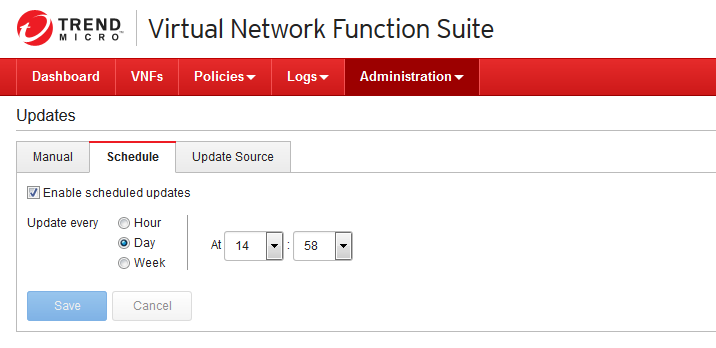 TREND MICRO™ Virtual Network Function Suite
Dashboard VNFs Policies Logs Administration
Updates
Manual Schedule Update Source
Enable scheduled updates
Update every Hour
Day At 14 : 58
Week
Save Cancel